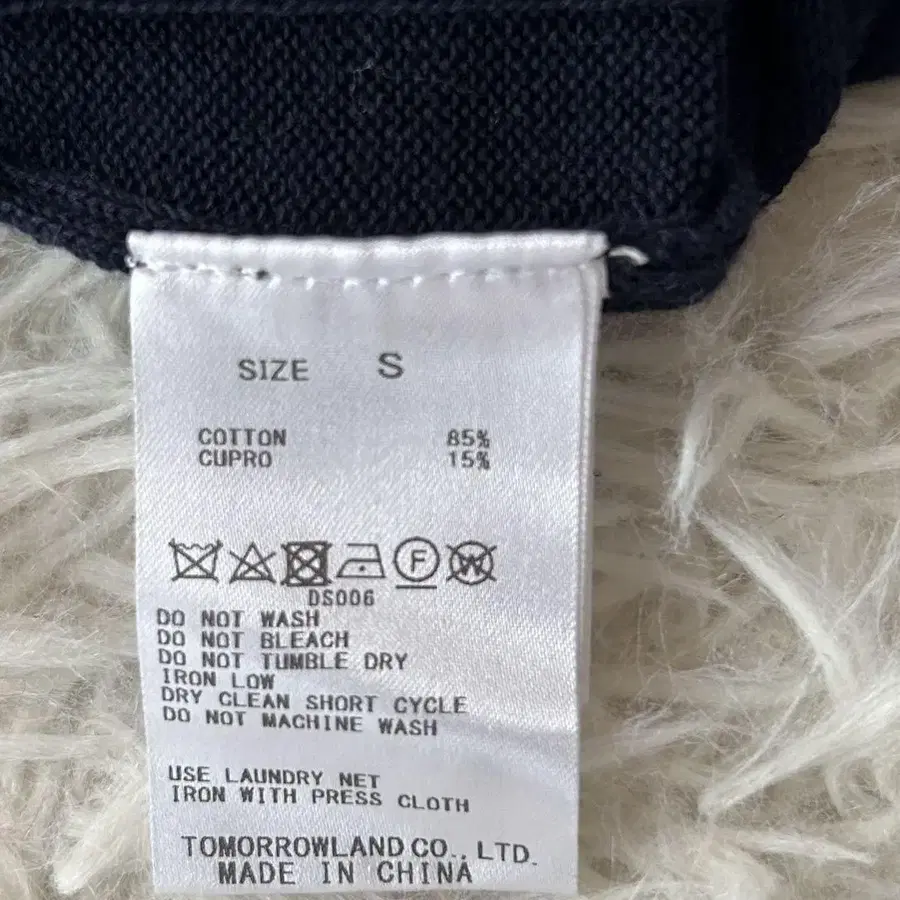 SIZE S
COTTON 85%
CUPRO 15%
F W
DS006
DO NOT WASH
DO NOT BLEACH
DO NOT TUMBLE DRY
IRON LOW
DRY CLEAN SHORT CYCLE
DO NOT MACHINE WASH
USE LAUNDRY NET
IRON WITH PRESS CLOTH
TOMORROWLAND CO., LTD.
MADE IN CHINA